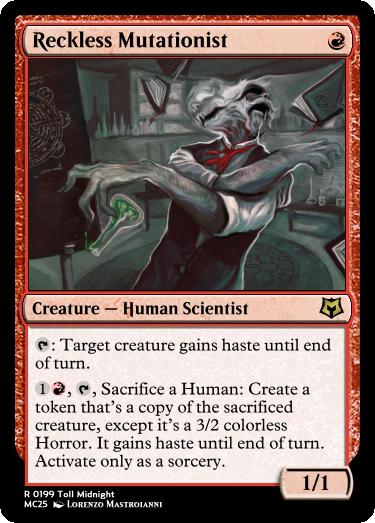 Reckless Mutationist
Creature — Human Scientist
: Target creature gains haste until end
of turn.
1 , , Sacrifice a Human: Create a
token that's a copy of the sacrificed
creature, except it's a 3/2 colorless
Horror. It gains haste until end of turn.
Activate only as a sorcery.
1/1
R 0199 Toll Midnight
MC25 Lorenzo Mastroianni